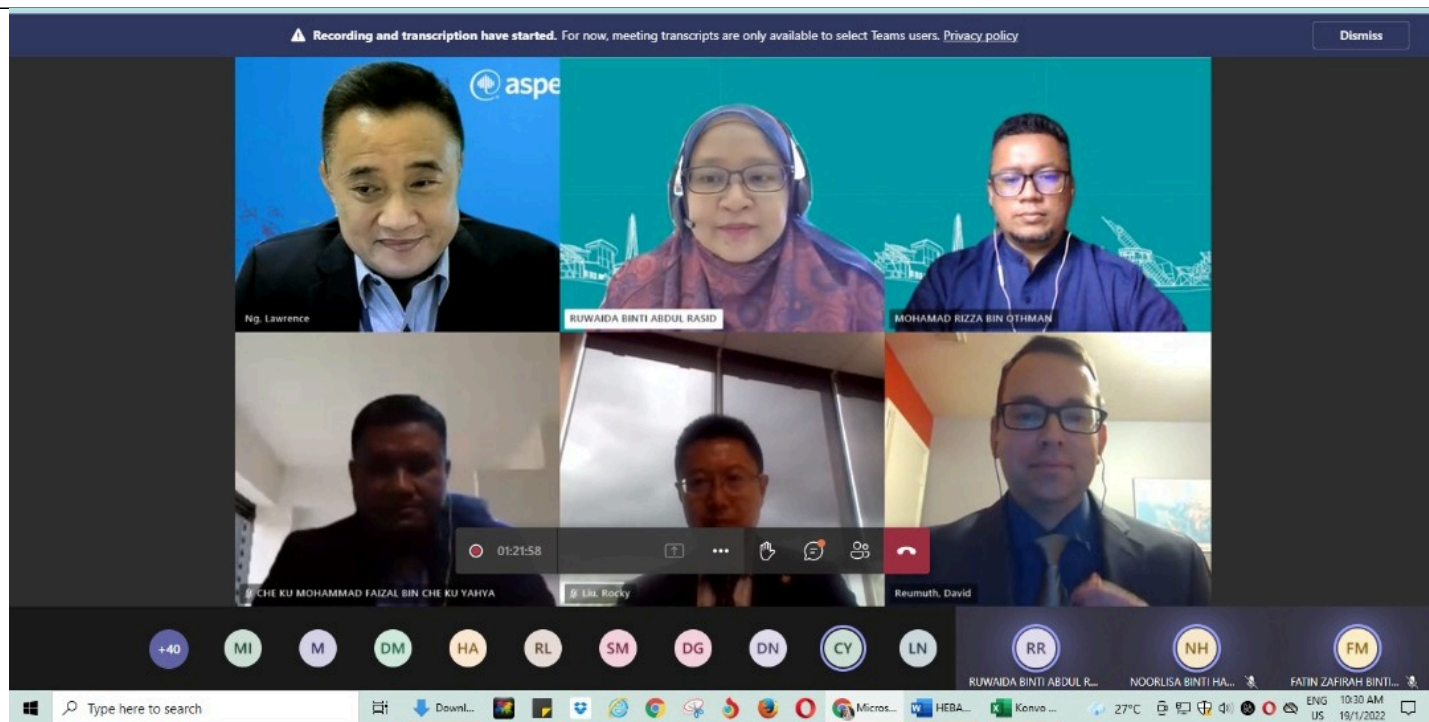 Recording and transcription have started. For now, meeting transcripts are only available to select Teams users. Privacy policy
Dismiss
aspe
Ng, Lawrence
RUWAIDA BINTI ABDUL RASID
MOHAMAD RIZZA BIN OTHMAN
01:21:58
CHE KU MOHAMMAD FAIZAL BIN CHE KU YAHYA
Liu, Rocky
Reumuth, David
+40
MI
M
DM
HA
RL
SM
DG
DN
CY
LN
RR
NH
FM
RUWAIDA BINTI ABDUL R...
NOORLISA BINTI HA...
FATIN ZAFIRAH BINTI...
Type here to search
Downl...
Micros...
HEBA...
Konvo ...
27°C
ENG
US
10:30 AM
19/1/2022